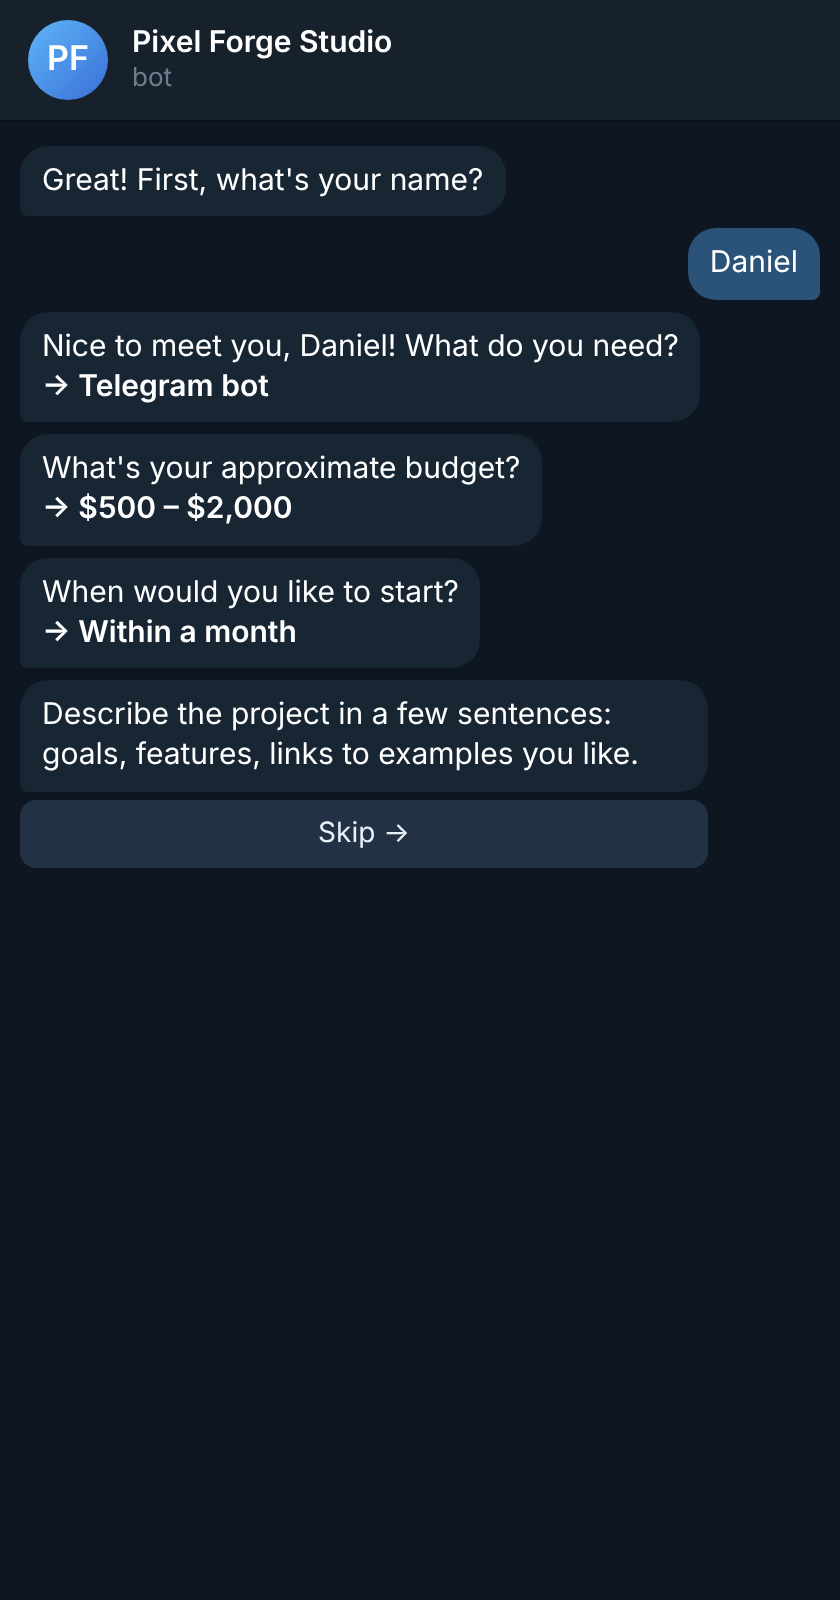 PF
Pixel Forge Studio
bot
Great! First, what's your name?
Daniel
Nice to meet you, Daniel! What do you need?
→ Telegram bot
What's your approximate budget?
→ $500 – $2,000
When would you like to start?
→ Within a month
Describe the project in a few sentences:
goals, features, links to examples you like.
Skip →